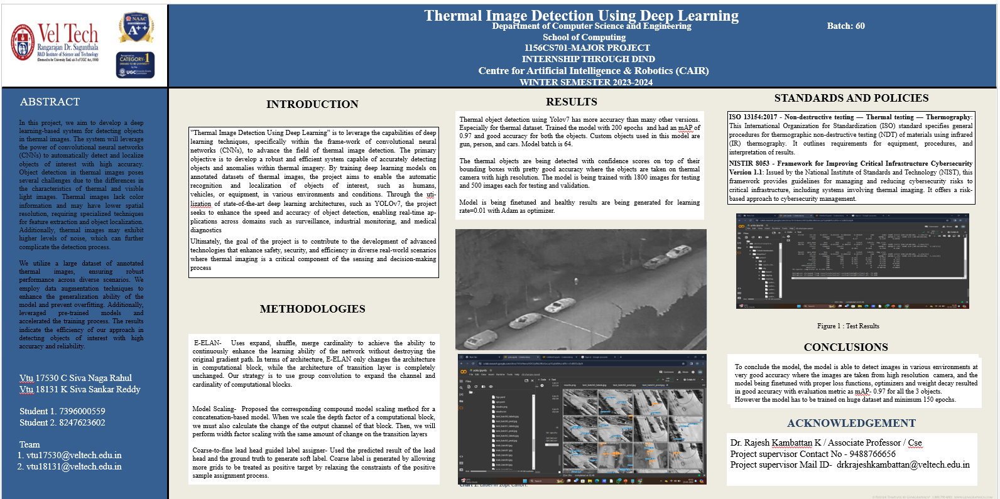 Vel Tech
Rangarajan Dr. Sagunthala
R&D Institute of Science and Technology
(Deemed to be University Estd. u/s 3 of UGC Act, 1956)
NAAC
A++
CATEGORY-1
UGC
Thermal Image Detection Using Deep Learning
Department of Computer Science and Engineering
Batch: 60
School of Computing
1156CS701-MAJOR PROJECT
INTERNSHIP THROUGH DIND
Centre for Artificial Intelligence & Robotics (CAIR)
WINTER SEMESTER 2023-2024
ABSTRACT
In this project, we aim to develop a deep
learning-based system for detecting objects
in thermal images. The system will leverage
the power of convolutional neural networks
(CNNs) to automatically detect and localize
objects of interest with high accuracy.
Object detection in thermal images poses
several challenges due to the differences in
the characteristics of thermal and visible
light images. Thermal images lack color
information and may have lower spatial
resolution, requiring specialized techniques
for feature extraction and object localization.
Additionally, thermal images may exhibit
higher levels of noise, which can further
complicate the detection process.
We utilize a large dataset of annotated
thermal images, ensuring robust
performance across diverse scenarios. We
employ data augmentation techniques to
enhance the generalization ability of the
model and prevent overfitting. Additionally,
leveraged pre-trained models and
accelerated the training process. The results
indicate the efficiency of our approach in
detecting objects of interest with high
accuracy and reliability.
Vtu 17530 C Siva Naga Rahul
Vtu 18131 K Siva Sankar Reddy
Student 1. 7396000559
Student 2. 8247623602
Team
1. vtu17530@veltech.edu.in
2. vtu18131@veltech.edu.in
INTRODUCTION
"Thermal Image Detection Using Deep Learning" is to leverage the capabilities of deep
learning techniques, specifically within the frame-work of convolutional neural
networks (CNNs), to advance the field of thermal image detection. The primary
objective is to develop a robust and efficient system capable of accurately detecting
objects and anomalies within thermal imagery. By training deep learning models on
annotated datasets of thermal images, the project aims to enable the automatic
recognition and localization of objects of interest, such as humans,
vehicles, or equipment, in various environments and conditions. Through the uti-
lization of state-of-the-art deep learning architectures, such as YOLOv7, the project
seeks to enhance the speed and accuracy of object detection, enabling real-time ap-
plications across domains such as surveillance, industrial monitoring, and medical
diagnostics
Ultimately, the goal of the project is to contribute to the development of advanced
technologies that enhance safety, security, and efficiency in diverse real-world scenarios
where thermal imaging is a critical component of the sensing and decision-making
process
METHODOLOGIES
E-ELAN- Uses expand, shuffle, merge cardinality to achieve the ability to
continuously enhance the learning ability of the network without destroying the
original gradient path. In terms of architecture, E-ELAN only changes the architecture
in computational block, while the architecture of transition layer is completely
unchanged. Our strategy is to use group convolution to expand the channel and
cardinality of computational blocks.
Model Scaling- Proposed the corresponding compound model scaling method for a
concatenation-based model. When we scale the depth factor of a computational block,
we must also calculate the change of the output channel of that block. Then, we will
perform width factor scaling with the same amount of change on the transition layers
Coarse-to-fine lead head guided label assigner- Used the predicted result of the lead
head and the ground truth to generate soft label. Coarse label is generated by allowing
more grids to be treated as positive target by relaxing the constraints of the positive
sample assignment process.
RESULTS
Thermal object detection using Yolov7 has more accuracy than many other versions.
Especially for thermal dataset. Trained the model with 200 epochs and had an mAP of
0.97 and good accuracy for both the objects. Custom objects used in this model are
gun, person, and cars. Model batch is 64.
The thermal objects are being detected with confidence scores on top of their
bounding boxes with pretty good accuracy where the objects are taken on thermal
camera with high resolution. The model is being trained with 1800 images for testing
and 500 images each for testing and validation.
Model is being finetuned and healthy results are being generated for learning
rate=0.01 with Adam as optimizer.
Chart 1. Label in 20pt Calibri.
STANDARDS AND POLICIES
ISO 13154:2017 - Non-destructive testing — Thermal testing — Thermography:
This International Organization for Standardization (ISO) standard specifies general
procedures for thermographic non-destructive testing (NDT) of materials using infrared
(IR) thermography. It outlines requirements for equipment, procedures, and
interpretation of results.
NISTIR 8053 - Framework for Improving Critical Infrastructure Cybersecurity
Version 1.1: Issued by the National Institute of Standards and Technology (NIST), this
framework provides guidelines for managing and reducing cybersecurity risks to
critical infrastructure, including systems involving thermal imaging. It offers a risk-
based approach to cybersecurity management.
Figure 1 : Test Results
CONCLUSIONS
To conclude the model, the model is able to detect images in various environments at
very good accuracy where the images are taken from high resolution camera, and the
model being finetuned with proper loss functions, optimizers and weight decay resulted
in good accuracy with evaluation metric as mAP- 0.97 for all the 3 objects.
However the model has to be trained on huge dataset and minimum 150 epochs.
ACKNOWLEDGEMENT
Dr. Rajesh Kambattan K / Associate Professor / Cse
Project supervisor Contact No - 9488766656
Project supervisor Mail ID- drkrajeshkambattan@veltech.edu.in